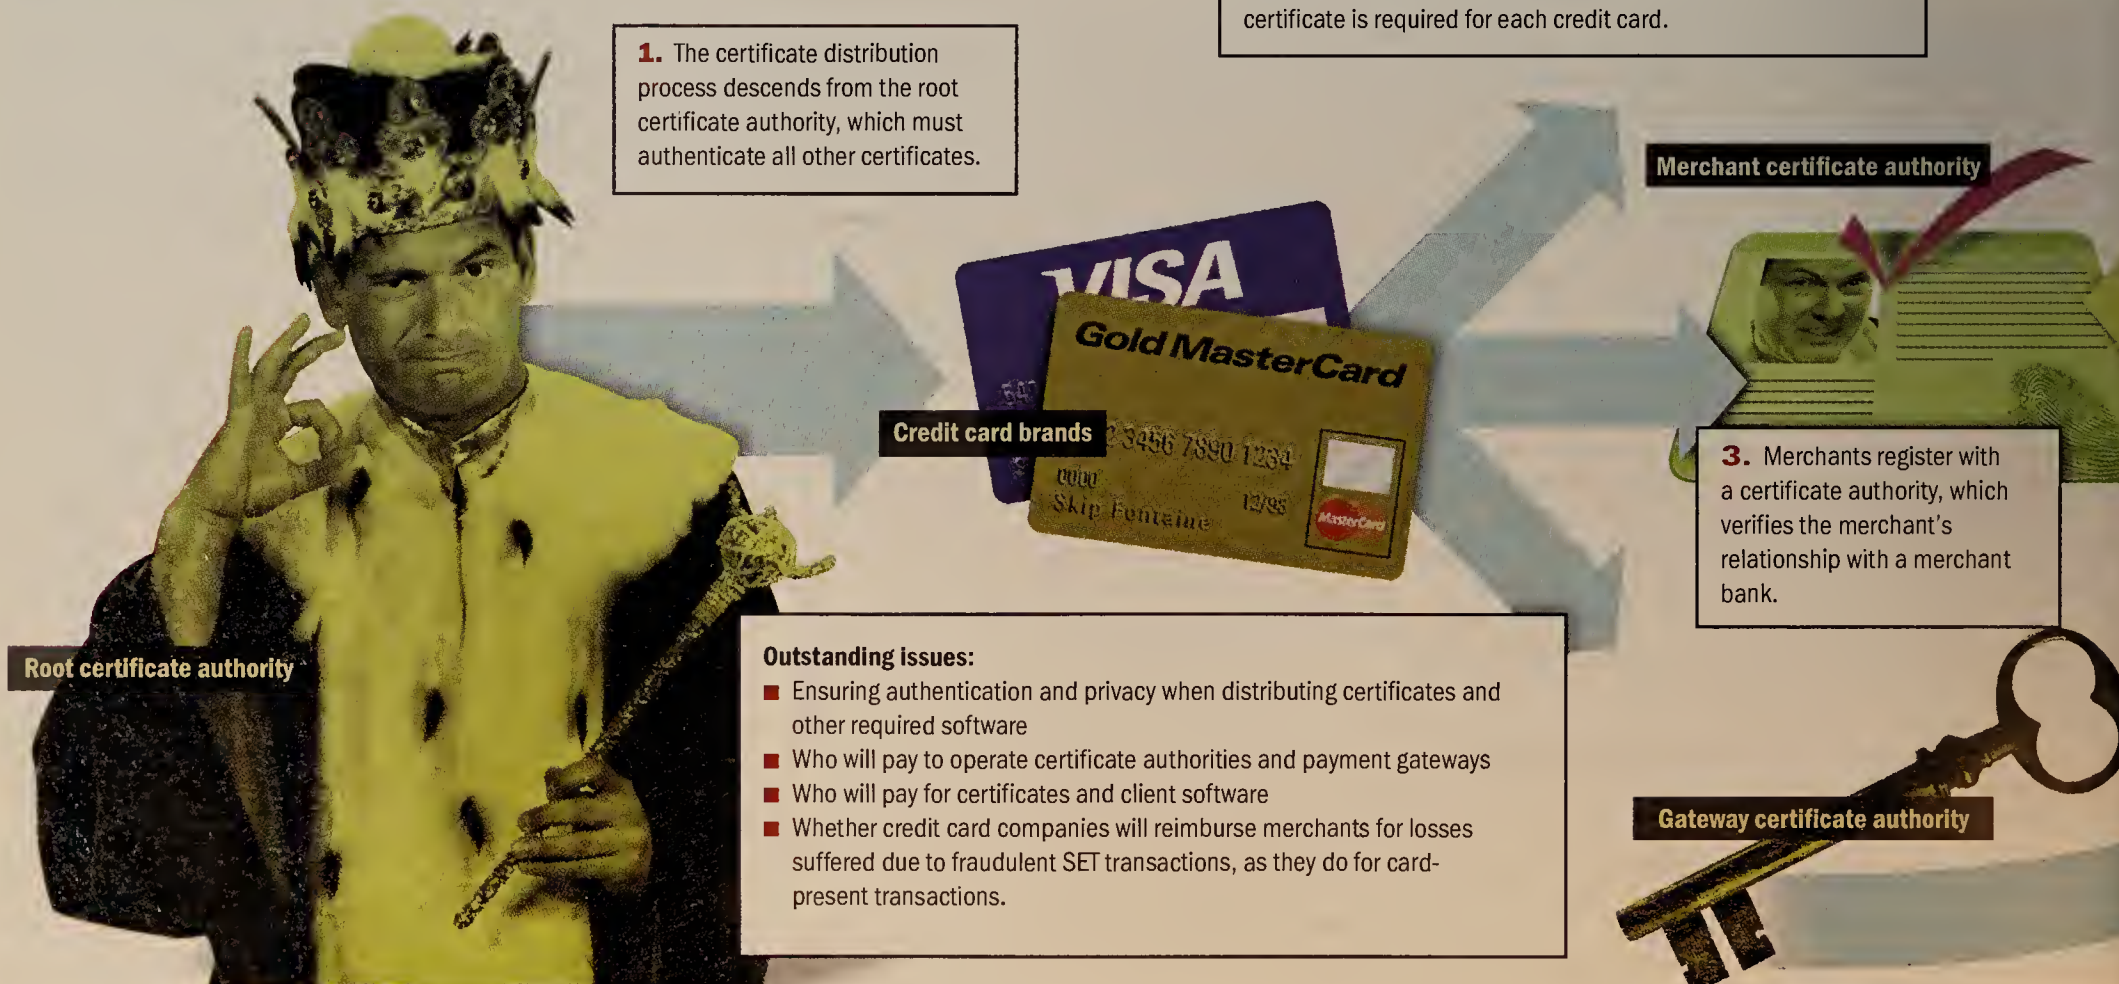 certificate is required for each credit card.
1. The certificate distribution
process descends from the root
certificate authority, which must
authenticate all other certificates.
Merchant certificate authority
VISA
Gold MasterCard
Credit card brands
2 3456 7890 1234
0000
12/95
Skip Fontaine
MasterCard
3. Merchants register with
a certificate authority, which
verifies the merchant's
relationship with a merchant
bank.
Root certificate authority
Outstanding issues:
■ Ensuring authentication and privacy when distributing certificates and
other required software
■ Who will pay to operate certificate authorities and payment gateways
■ Who will pay for certificates and client software
■ Whether credit card companies will reimburse merchants for losses
suffered due to fraudulent SET transactions, as they do for card-
present transactions.
Gateway certificate authority